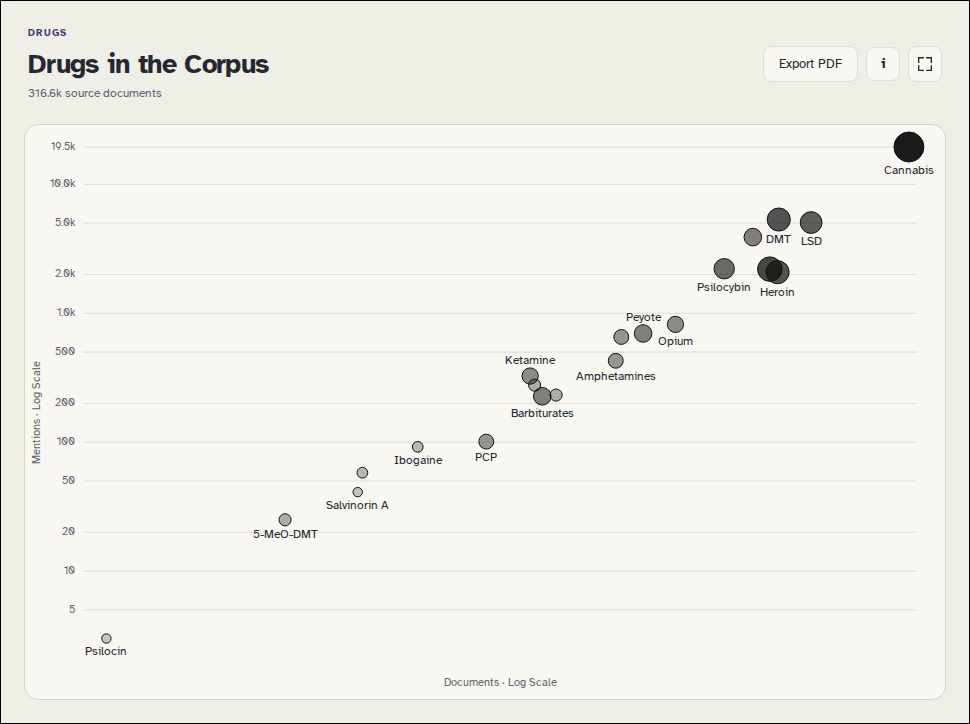 DRUGS
Drugs in the Corpus
316.6k source documents
Export PDF
i
19.5k
10.0k
5.0k
2.0k
1.0k
500
200
100
50
20
10
5
Mentions · Log Scale
Cannabis
DMT
LSD
Psilocybin
Heroin
Peyote
Opium
Ketamine
Amphetamines
Barbiturates
Ibogaine
PCP
Salvinorin A
5-MeO-DMT
Psilocin
Documents · Log Scale